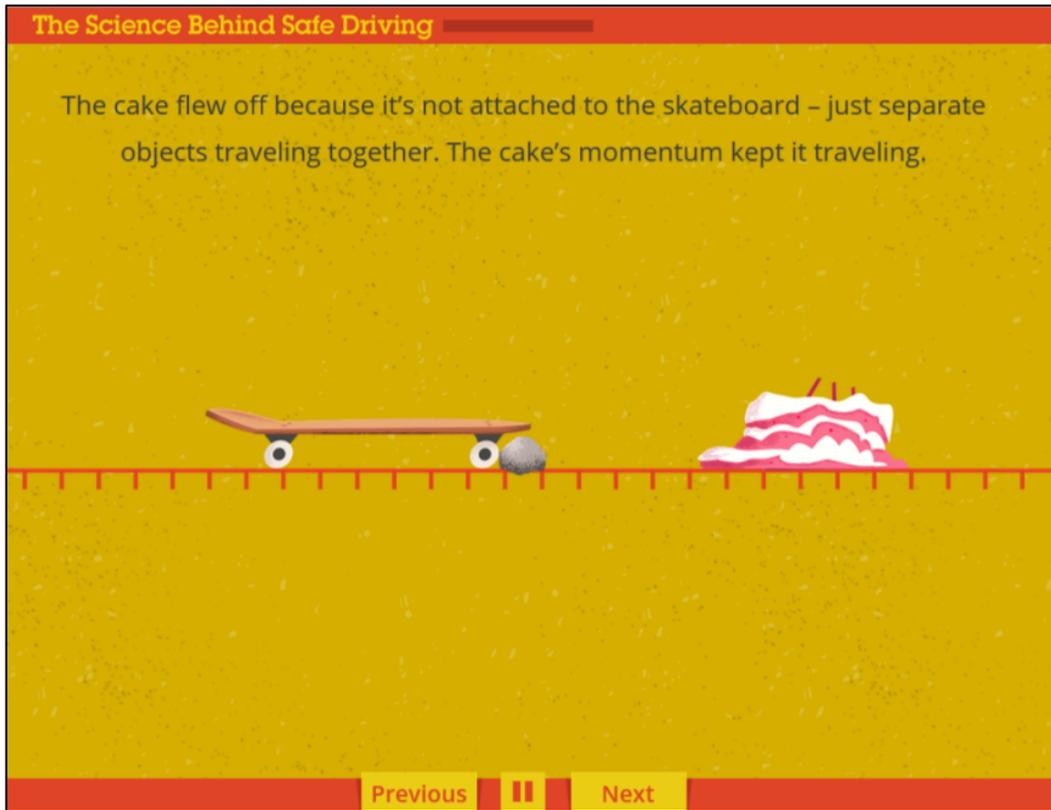 The Science Behind Safe Driving
The cake flew off because it’s not attached to the skateboard – just separate
objects traveling together. The cake’s momentum kept it traveling.
Previous
Next